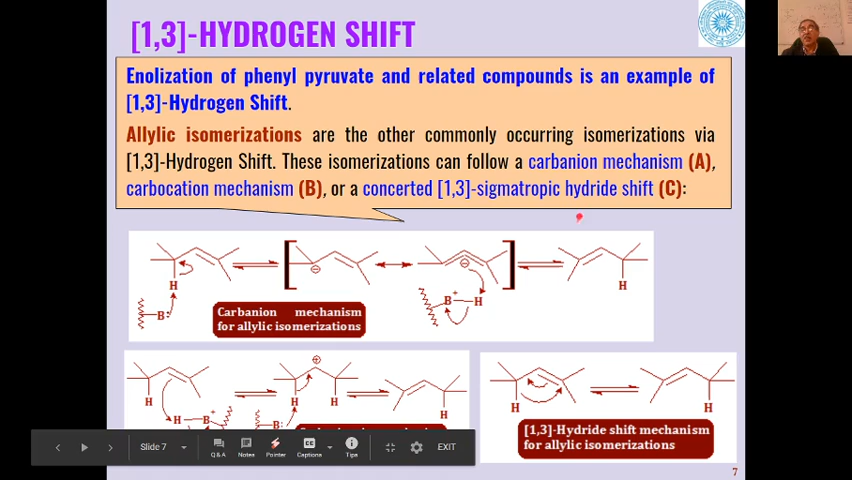 [1,3]-HYDROGEN SHIFT
Enolization of phenyl pyruvate and related compounds is an example of
[1,3]-Hydrogen Shift.
Allylic isomerizations are the other commonly occurring isomerizations via
[1,3]-Hydrogen Shift. These isomerizations can follow a carbanion mechanism (A),
carbocation mechanism (B), or a concerted [1,3]-sigmatropic hydride shift (C):
H
B:
Carbanion mechanism
for allylic isomerizations
B+ H
H
H
H B+
H H
B:
H
H
H
[1,3]-Hydride shift mechanism
for allylic isomerizations
Slide 7
Q&A
Notes
Pointer
Captions
Tips
EXIT
7